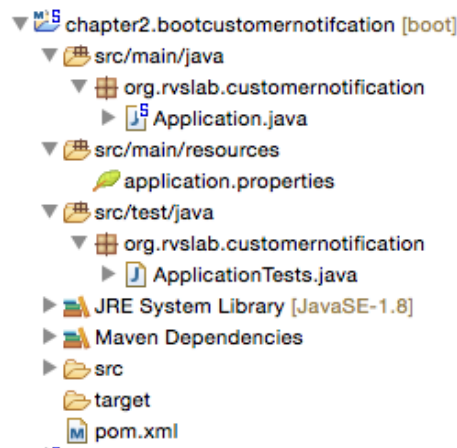 chapter2.bootcustomernotifcation [boot]
src/main/java
org.rvslab.customernotification
Application.java
src/main/resources
application.properties
src/test/java
org.rvslab.customernotification
ApplicationTests.java
JRE System Library [JavaSE-1.8]
Maven Dependencies
src
target
pom.xml